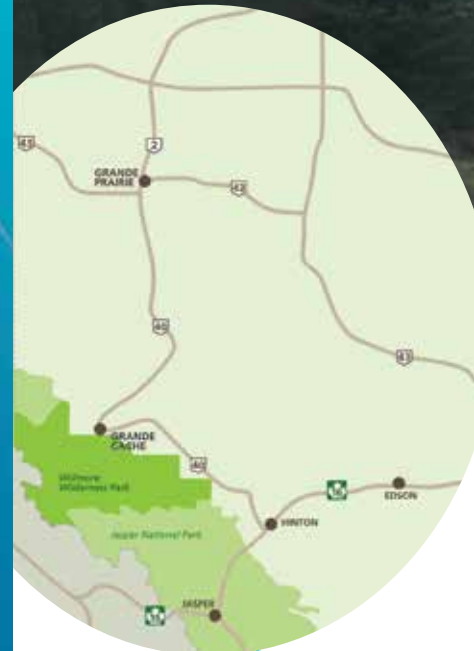 43
2
GRANDE
PRAIRIE
43
40
43
GRANDE
CACHE
40
Willmore
Wilderness Park
16
EDSON
HINTON
Jasper National Park
JASPER
16